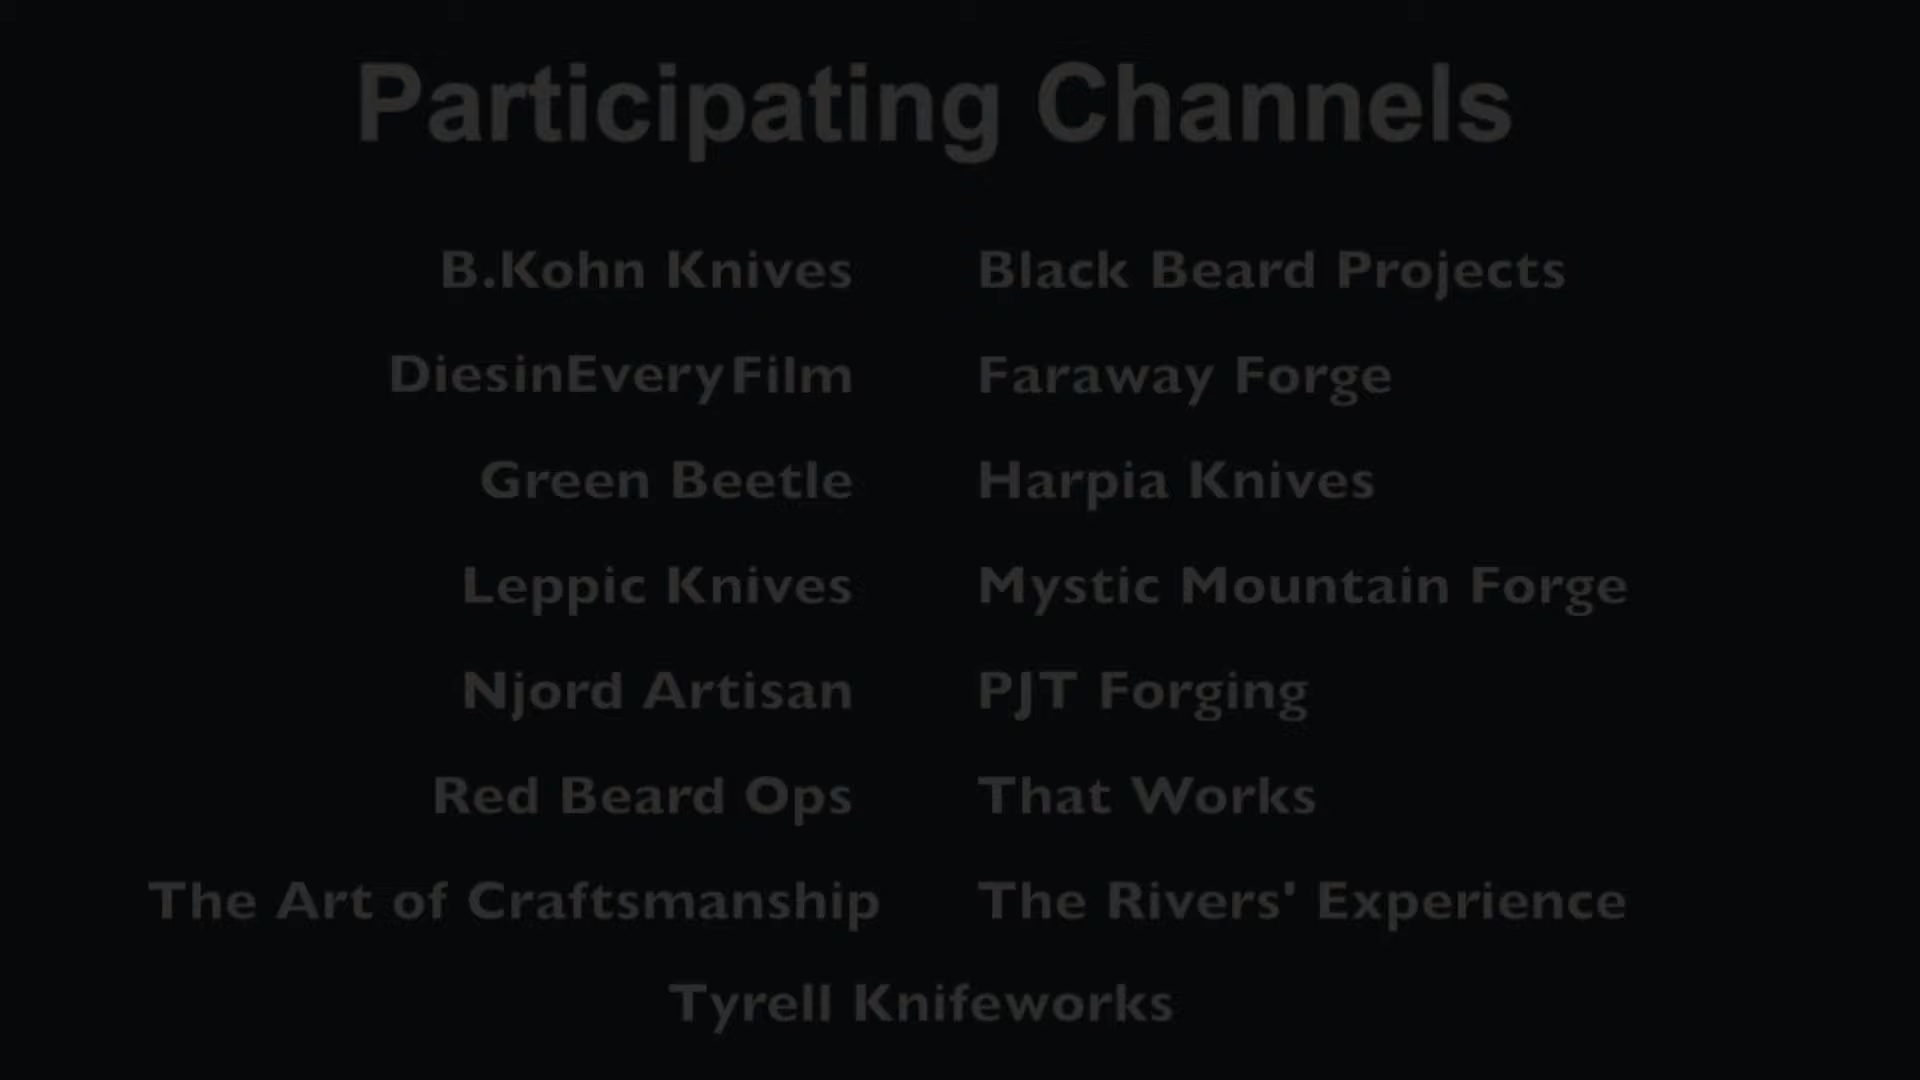 Participating Channels
B.Kohn Knives Black Beard Projects
DiesinEveryFilm Faraway Forge
Green Beetle Harpia Knives
Leppic Knives Mystic Mountain Forge
Njord Artisan PJT Forging
Red Beard Ops That Works
The Art of Craftsmanship The Rivers' Experience
Tyrell Knifeworks